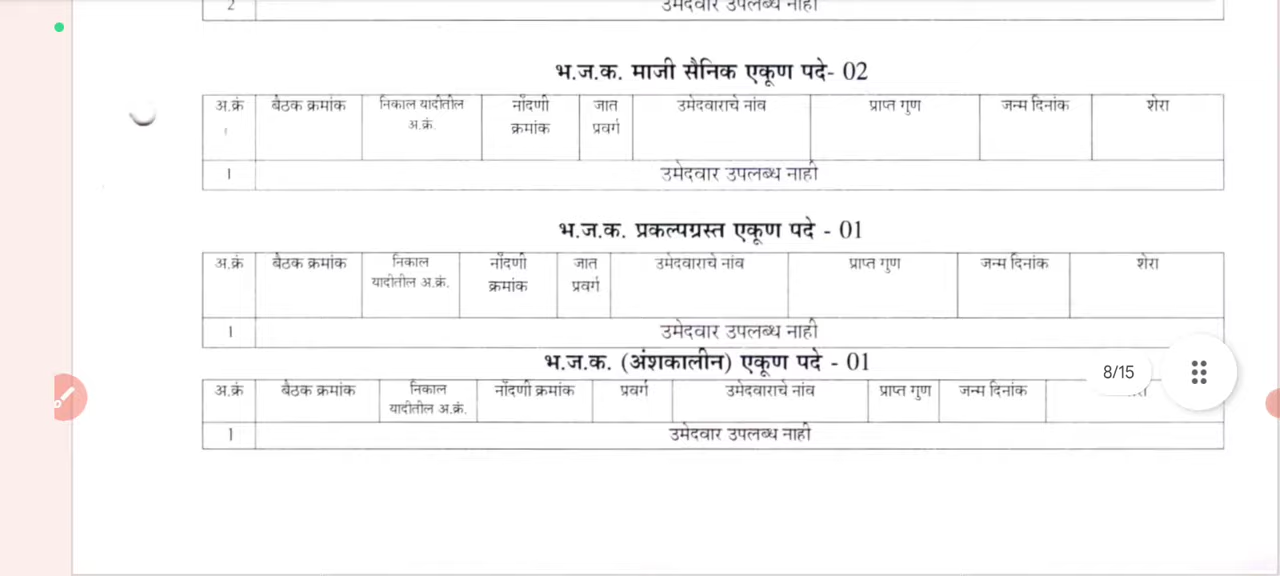 2 उमेदवार उपलब्ध नाही
भ.ज.क. माजी सैनिक एकूण पदे- 02
अ.क्रं बैठक क्रमांक निकाल यादीतील अ.क्रं. नोंदणी क्रमांक जात प्रवर्ग उमेदवाराचे नांव प्राप्त गुण जन्म दिनांक शेरा
1 उमेदवार उपलब्ध नाही
भ.ज.क. प्रकल्पग्रस्त एकूण पदे - 01
अ.क्रं बैठक क्रमांक निकाल यादीतील अ.क्रं. नोंदणी क्रमांक जात प्रवर्ग उमेदवाराचे नांव प्राप्त गुण जन्म दिनांक शेरा
1 उमेदवार उपलब्ध नाही
भ.ज.क. (अंशकालीन) एकूण पदे - 01
8/15
अ.क्रं बैठक क्रमांक निकाल यादीतील अ.क्रं. नोंदणी क्रमांक प्रवर्ग उमेदवाराचे नांव प्राप्त गुण जन्म दिनांक
1 उमेदवार उपलब्ध नाही